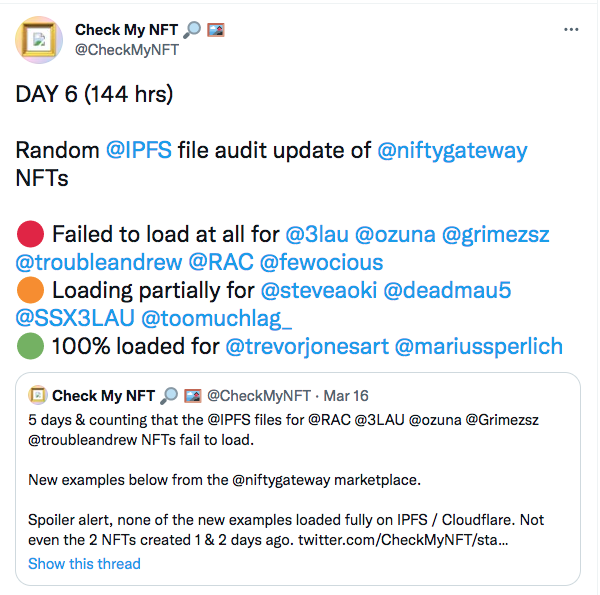 Check My NFT 🔎 🖼️
@CheckMyNFT
DAY 6 (144 hrs)
Random @IPFS file audit update of @niftygateway
NFTs
🔴 Failed to load at all for @3lau @ozuna @grimezsz
@troubleandrew @RAC @fewocious
🟠 Loading partially for @steveaoki @deadmau5
@SSX3LAU @toomuchlag_
🟢 100% loaded for @trevorjonesart @mariussperlich
Check My NFT 🔎 🖼️ @CheckMyNFT · Mar 16
5 days & counting that the @IPFS files for @RAC @3LAU @ozuna @Grimezsz
@troubleandrew NFTs fail to load.
New examples below from the @niftygateway marketplace.
Spoiler alert, none of the new examples loaded fully on IPFS / Cloudflare. Not
even the 2 NFTs created 1 & 2 days ago. twitter.com/CheckMyNFT/sta…
Show this thread